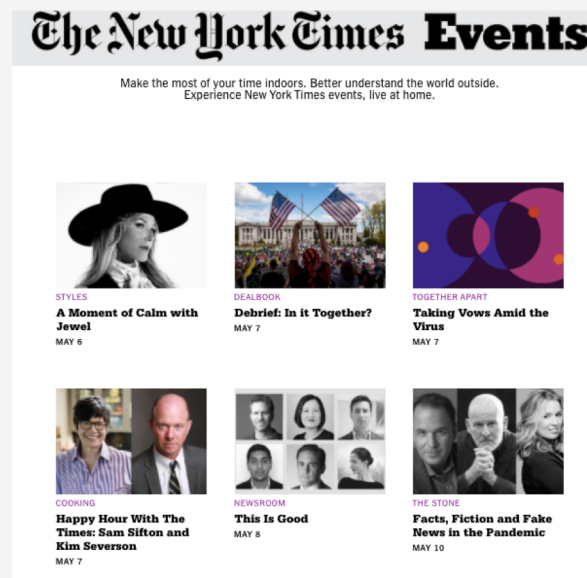 The New York Times Events
Make the most of your time indoors. Better understand the world outside.
Experience New York Times events, live at home.
STYLES
A Moment of Calm with
Jewel
MAY 6
DEALBOOK
Debrief: In it Together?
MAY 7
TOGETHER APART
Taking Vows Amid the
Virus
MAY 7
COOKING
Happy Hour With The
Times: Sam Sifton and
Kim Severson
MAY 7
NEWSROOM
This Is Good
MAY 8
THE STONE
Facts, Fiction and Fake
News in the Pandemic
MAY 10